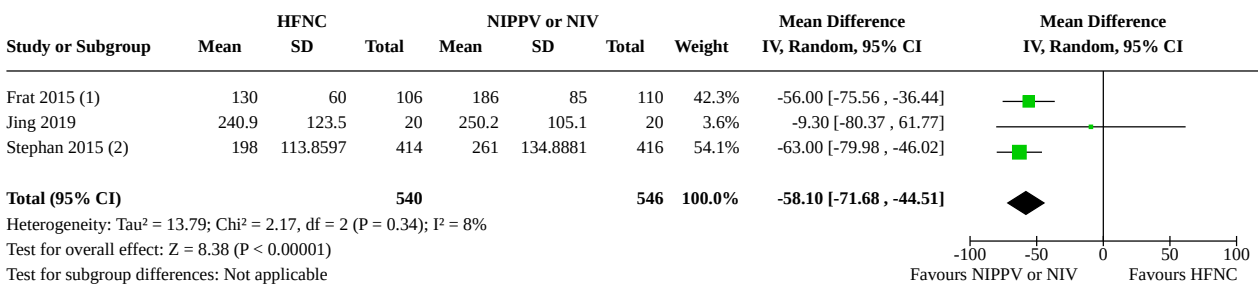 HFNC NIPPV or NIV Mean Difference Mean Difference
Study or Subgroup Mean SD Total Mean SD Total Weight IV, Random, 95% CI IV, Random, 95% CI
Frat 2015 (1) 130 60 106 186 85 110 42.3% -56.00 [-75.56 , -36.44]
Jing 2019 240.9 123.5 20 250.2 105.1 20 3.6% -9.30 [-80.37 , 61.77]
Stephan 2015 (2) 198 113.8597 414 261 134.8881 416 54.1% -63.00 [-79.98 , -46.02]
Total (95% CI) 540 546 100.0% -58.10 [-71.68 , -44.51]
Heterogeneity: Tau² = 13.79; Chi² = 2.17, df = 2 (P = 0.34); I² = 8%
Test for overall effect: Z = 8.38 (P < 0.00001)
Test for subgroup differences: Not applicable
-100 -50 0 50 100
Favours NIPPV or NIV Favours HFNC